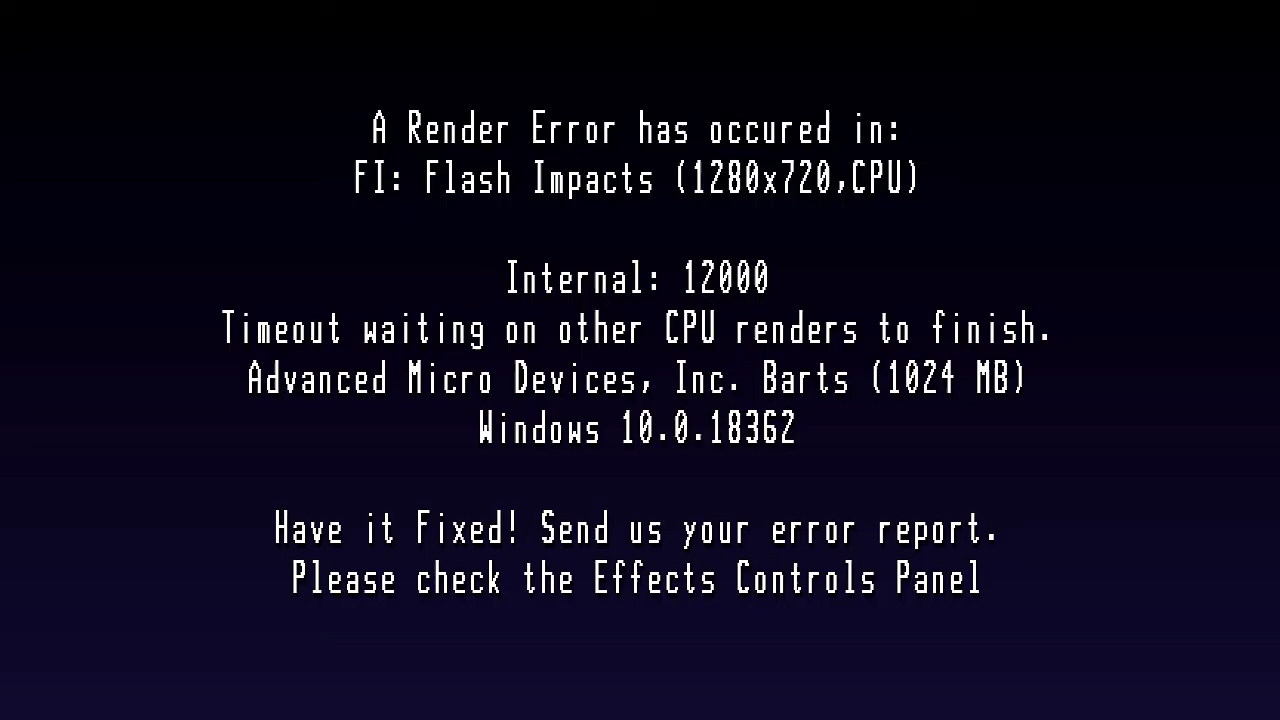 A Render Error has occured in:
FI: Flash Impacts (1280x720,CPU)
Internal: 12000
Timeout waiting on other CPU renders to finish.
Advanced Micro Devices, Inc. Barts (1024 MB)
Windows 10.0.18362
Have it Fixed! Send us your error report.
Please check the Effects Controls Panel